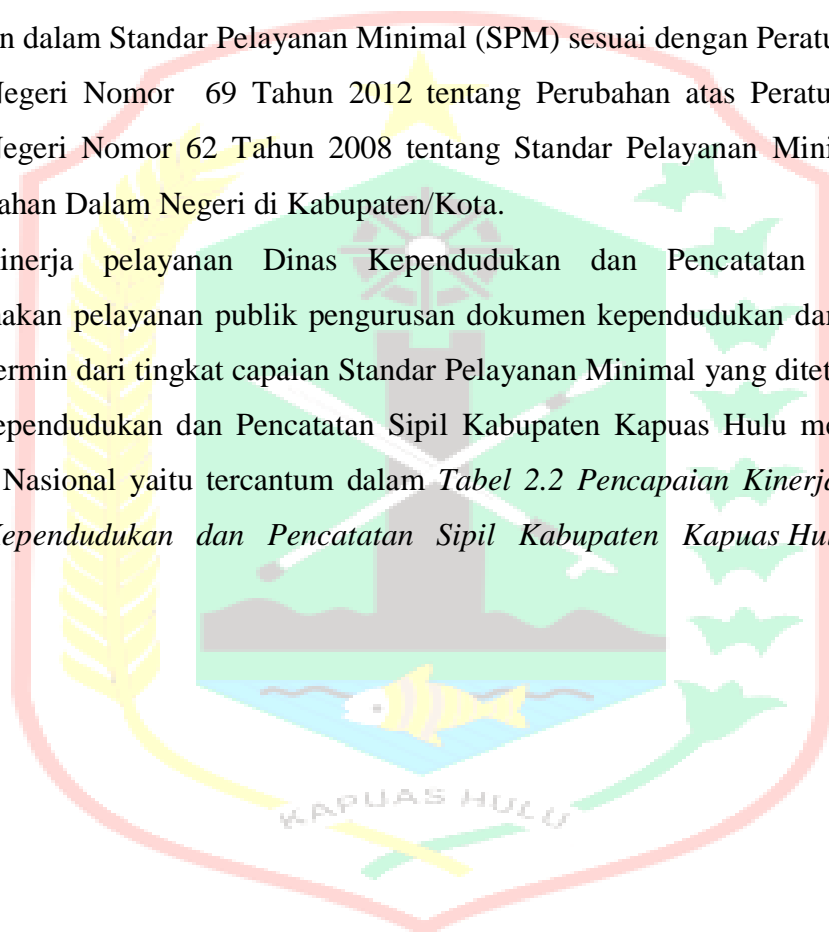 n dalam Standar Pelayanan Minimal (SPM) sesuai dengan Peratu
Negeri Nomor 69 Tahun 2012 tentang Perubahan atas Peratu
Negeri Nomor 62 Tahun 2008 tentang Standar Pelayanan Mini
ahan Dalam Negeri di Kabupaten/Kota.
inerja pelayanan Dinas Kependudukan dan Pencatatan
nakan pelayanan publik pengurusan dokumen kependudukan dan
ermin dari tingkat capaian Standar Pelayanan Minimal yang ditet
ependudukan dan Pencatatan Sipil Kabupaten Kapuas Hulu me
Nasional yaitu tercantum dalam Tabel 2.2 Pencapaian Kinerja
Kependudukan dan Pencatatan Sipil Kabupaten Kapuas Hu
KAPUAS HULU